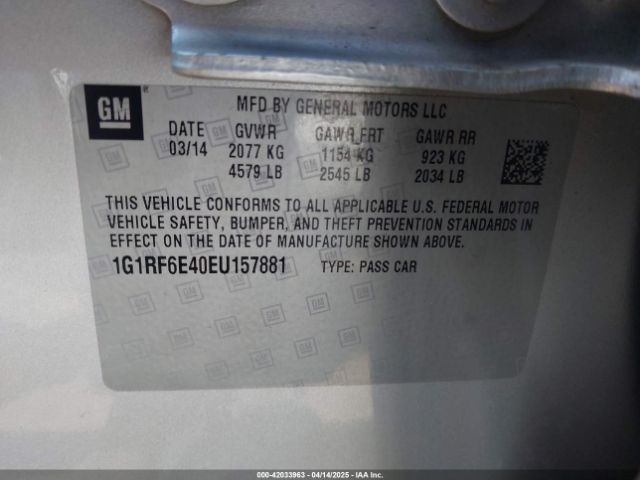 GM
MFD BY GENERAL MOTORS LLC
DATE GVWR GAWR FRT GAWR RR
03/14 2077 KG 1154 KG 923 KG
4579 LB 2545 LB 2034 LB
THIS VEHICLE CONFORMS TO ALL APPLICABLE U.S. FEDERAL MOTOR
VEHICLE SAFETY, BUMPER, AND THEFT PREVENTION STANDARDS IN
EFFECT ON THE DATE OF MANUFACTURE SHOWN ABOVE.
1G1RF6E40EU157881 TYPE: PASS CAR
000-42033963 - 04/14/2025 - IAAI.com